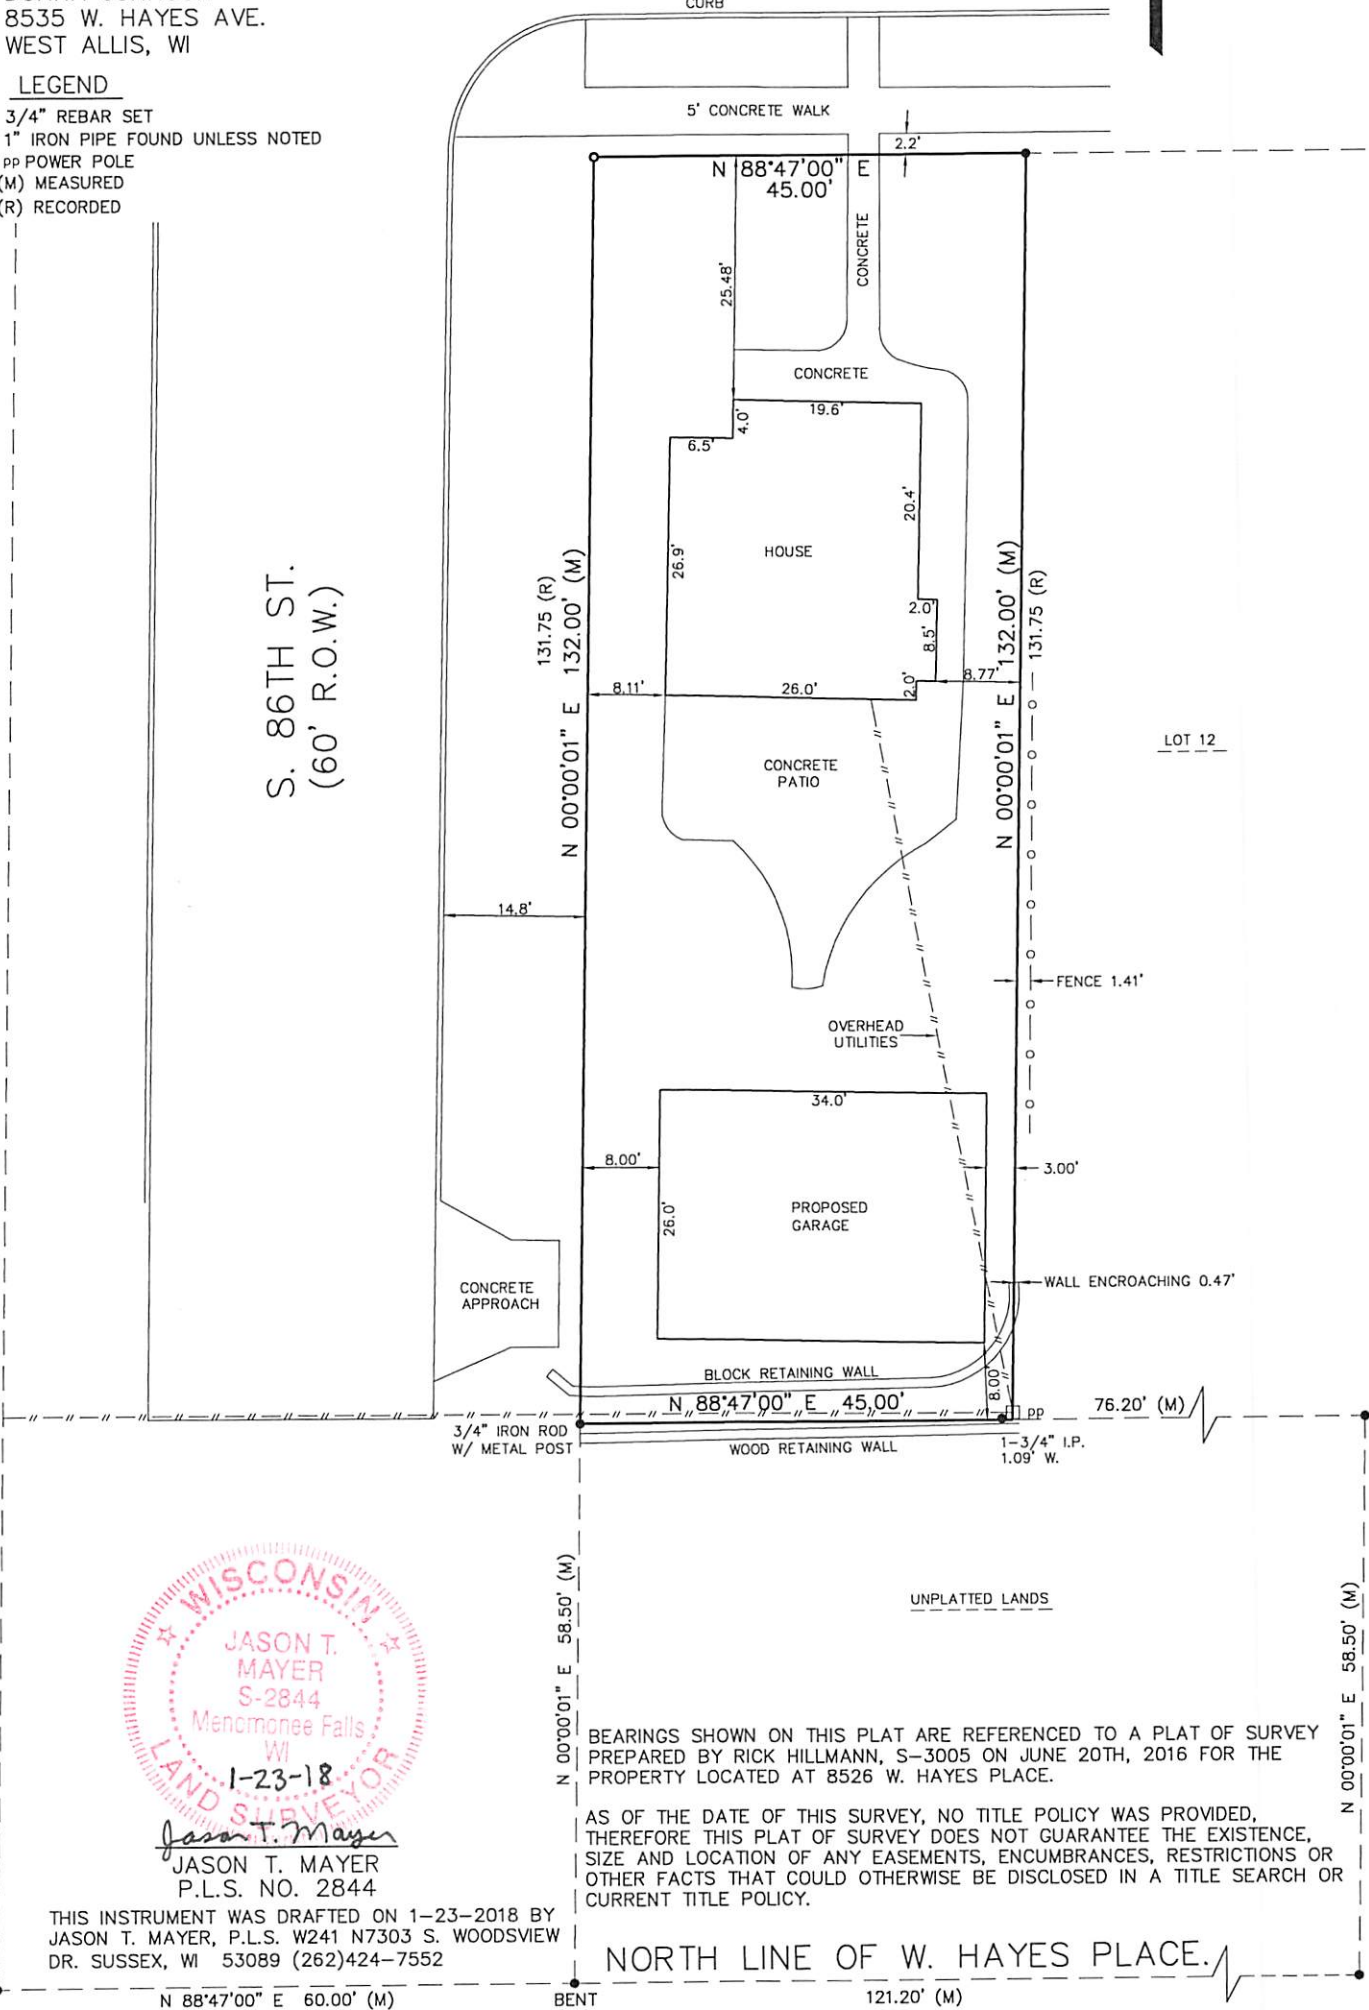 8535 W. HAYES AVE.
WEST ALLIS, WI
LEGEND
3/4" REBAR SET
1" IRON PIPE FOUND UNLESS NOTED
PP POWER POLE
(M) MEASURED
(R) RECORDED
CURB
5' CONCRETE WALK
2.2'
N 88°47'00" E
45.00'
CONCRETE
25.48'
CONCRETE
19.6'
4.0'
6.5'
20.4'
26.9'
HOUSE
2.0'
8.5'
2.0'
8.77'
8.11'
26.0'
131.75 (R)
N 00°00'01" E 132.00' (M)
N 00°00'01" E 132.00' (M)
131.75 (R)
S. 86TH ST.
(60' R.O.W.)
LOT 12
CONCRETE
PATIO
14.8'
FENCE 1.41'
OVERHEAD
UTILITIES
34.0'
8.00'
3.00'
26.0'
PROPOSED
GARAGE
WALL ENCROACHING 0.47'
CONCRETE
APPROACH
BLOCK RETAINING WALL
8.00'
N 88°47'00" E 45.00'
PP
76.20' (M)
3/4" IRON ROD
W/ METAL POST
WOOD RETAINING WALL
1-3/4" I.P.
1.09' W.
N 00°00'01" E 58.50' (M)
UNPLATTED LANDS
N 00°00'01" E 58.50' (M)
WISCONSIN
JASON T.
MAYER
S-2844
Menomonee Falls
WI
LAND SURVEYOR
1-23-18
Jason T. Mayer
JASON T. MAYER
P.L.S. NO. 2844
THIS INSTRUMENT WAS DRAFTED ON 1-23-2018 BY
JASON T. MAYER, P.L.S. W241 N7303 S. WOODSVIEW
DR. SUSSEX, WI 53089 (262)424-7552
BEARINGS SHOWN ON THIS PLAT ARE REFERENCED TO A PLAT OF SURVEY
PREPARED BY RICK HILLMANN, S-3005 ON JUNE 20TH, 2016 FOR THE
PROPERTY LOCATED AT 8526 W. HAYES PLACE.
AS OF THE DATE OF THIS SURVEY, NO TITLE POLICY WAS PROVIDED,
THEREFORE THIS PLAT OF SURVEY DOES NOT GUARANTEE THE EXISTENCE,
SIZE AND LOCATION OF ANY EASEMENTS, ENCUMBRANCES, RESTRICTIONS OR
OTHER FACTS THAT COULD OTHERWISE BE DISCLOSED IN A TITLE SEARCH OR
CURRENT TITLE POLICY.
NORTH LINE OF W. HAYES PLACE.
N 88°47'00" E 60.00' (M)
BENT
121.20' (M)